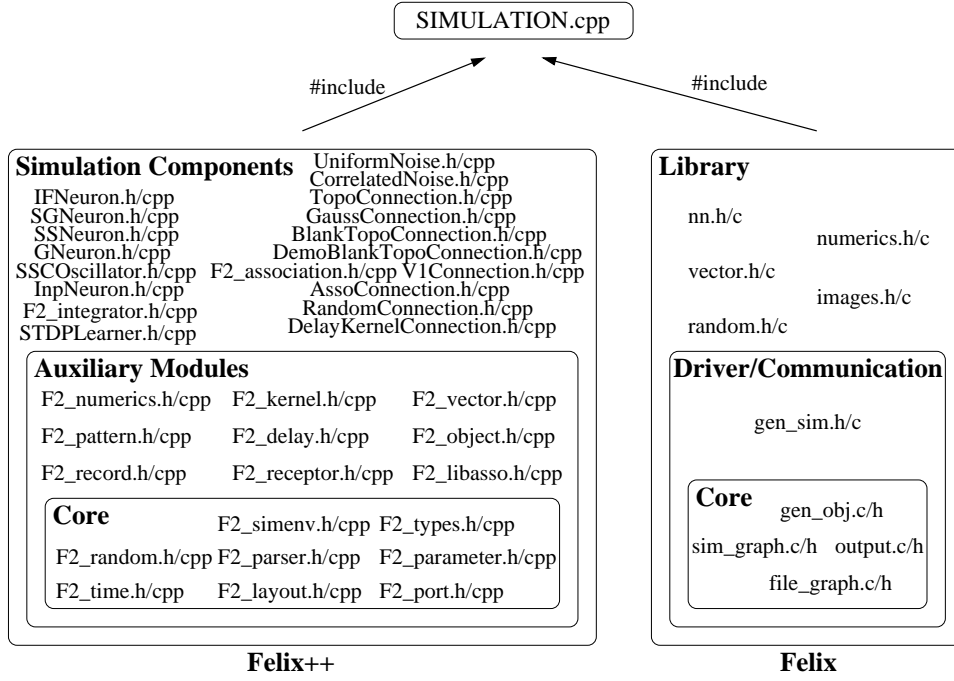 SIMULATION.cpp
#include
#include
Simulation Components
IFNeuron.h/cpp
SGNeuron.h/cpp
SSNeuron.h/cpp
GNeuron.h/cpp
SSCOscillator.h/cpp
InpNeuron.h/cpp
F2_integrator.h/cpp
STDPLearner.h/cpp
UniformNoise.h/cpp
CorrelatedNoise.h/cpp
TopoConnection.h/cpp
GaussConnection.h/cpp
BlankTopoConnection.h/cpp
DemoBlankTopoConnection.h/cpp
F2_association.h/cpp V1Connection.h/cpp
AssoConnection.h/cpp
RandomConnection.h/cpp
DelayKernelConnection.h/cpp
Auxiliary Modules
F2_numerics.h/cpp F2_kernel.h/cpp F2_vector.h/cpp
F2_pattern.h/cpp F2_delay.h/cpp F2_object.h/cpp
F2_record.h/cpp F2_receptor.h/cpp F2_libasso.h/cpp
Core
F2_simenv.h/cpp F2_types.h/cpp
F2_random.h/cpp F2_parser.h/cpp F2_parameter.h/cpp
F2_time.h/cpp F2_layout.h/cpp F2_port.h/cpp
Felix++
Library
nn.h/c
numerics.h/c
vector.h/c
images.h/c
random.h/c
Driver/Communication
gen_sim.h/c
Core
gen_obj.c/h
sim_graph.c/h output.c/h
file_graph.c/h
Felix